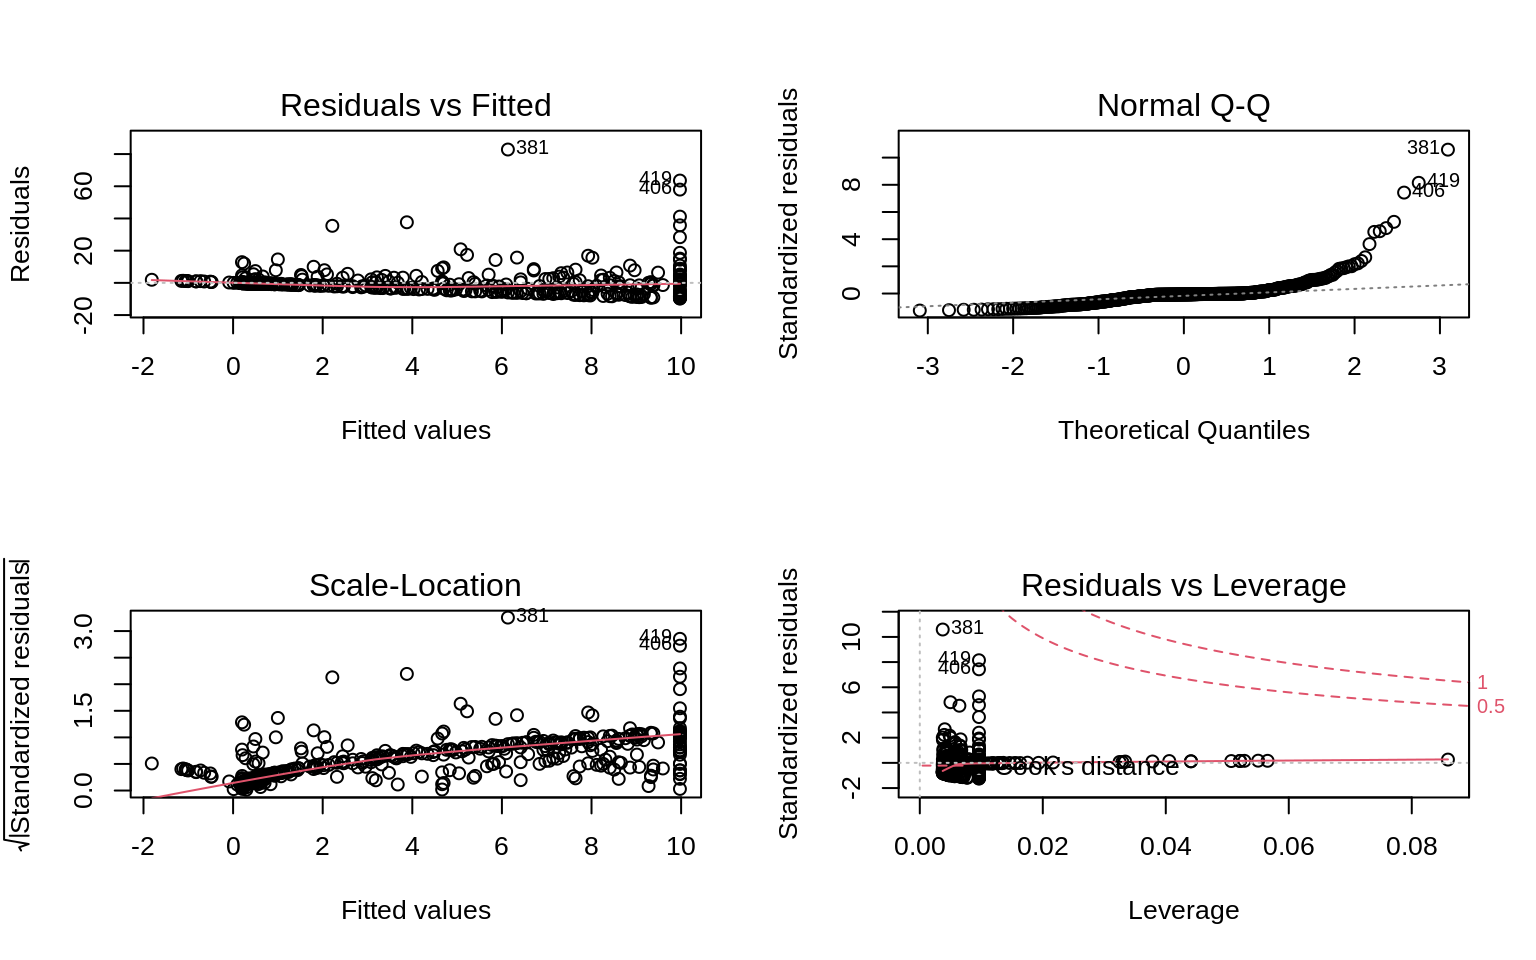 Residuals vs Fitted
Residuals
60
20
-20
381
419
406
-2 0 2 4 6 8 10
Fitted values
Normal Q-Q
Standardized residuals
8
4
0
381
419
406
-3 -2 -1 0 1 2 3
Theoretical Quantiles
Scale-Location
√|Standardized residuals|
3.0
1.5
0.0
381
419
406
-2 0 2 4 6 8 10
Fitted values
Residuals vs Leverage
Standardized residuals
10
6
2
-2
381
419
406
1
0.5
Cook's distance
0.00 0.02 0.04 0.06 0.08
Leverage